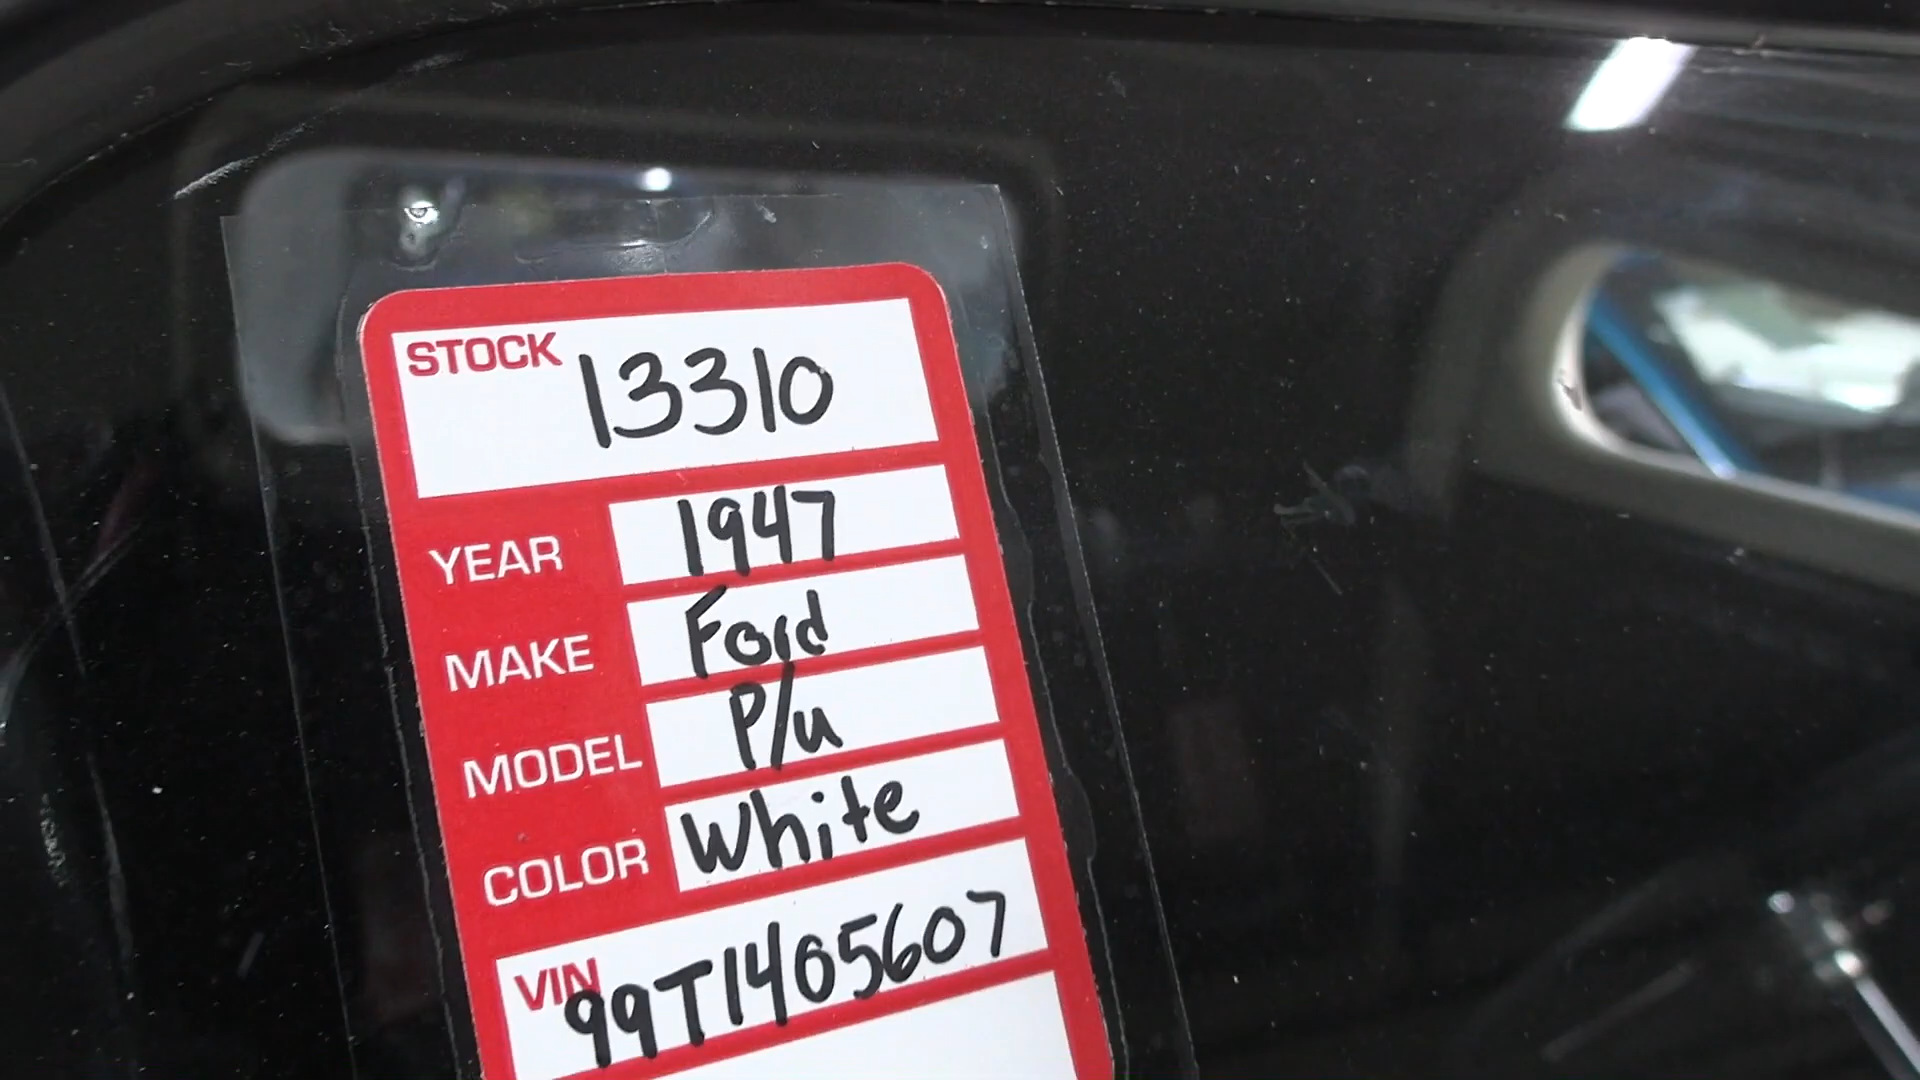 STOCK 13310
YEAR 1947
MAKE Ford
MODEL P/u
COLOR White
VIN 99T1405607